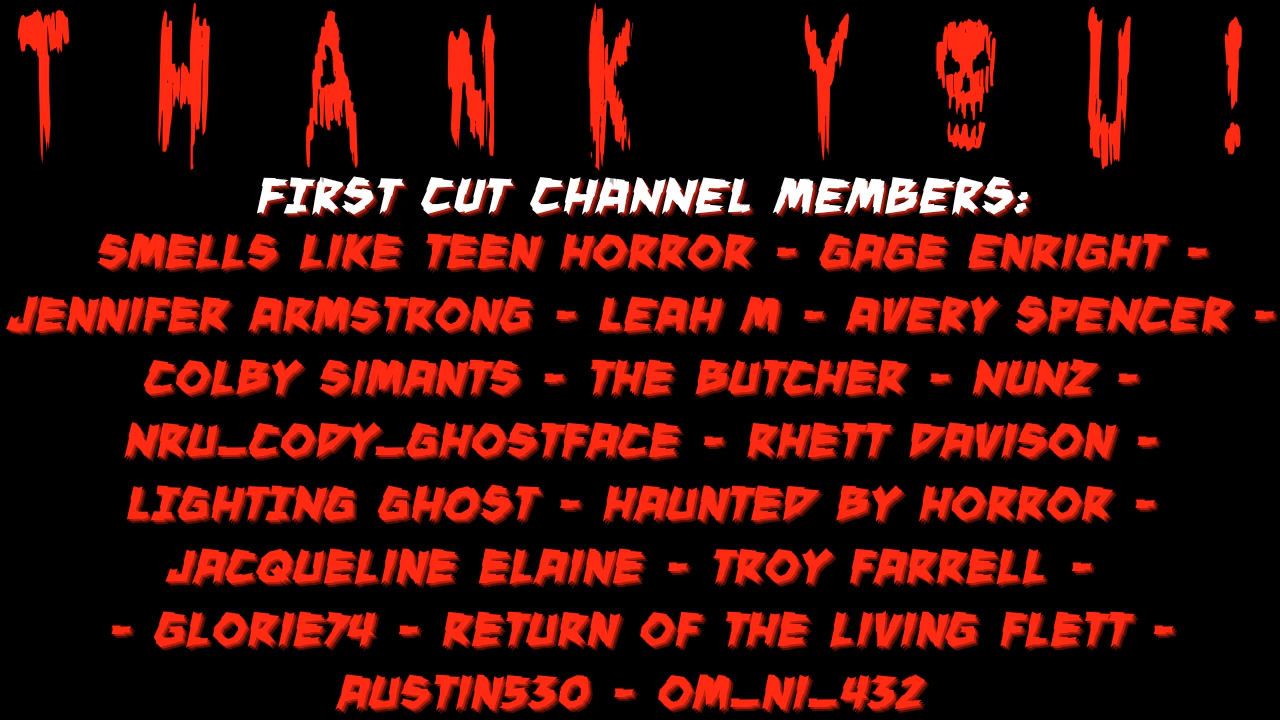 THANK YOU!
FIRST CUT CHANNEL MEMBERS:
SMELLS LIKE TEEN HORROR - GAGE ENRIGHT -
JENNIFER ARMSTRONG - LEAH M - AVERY SPENCER -
COLBY SIMANTS - THE BUTCHER - NUNZ -
NRU_CODY_GHOSTFACE - RHETT DAVISON -
LIGHTING GHOST - HAUNTED BY HORROR -
JACQUELINE ELAINE - TROY FARRELL -
- GLORIE74 - RETURN OF THE LIVING FLETT -
AUSTIN530 - OM_NI_432